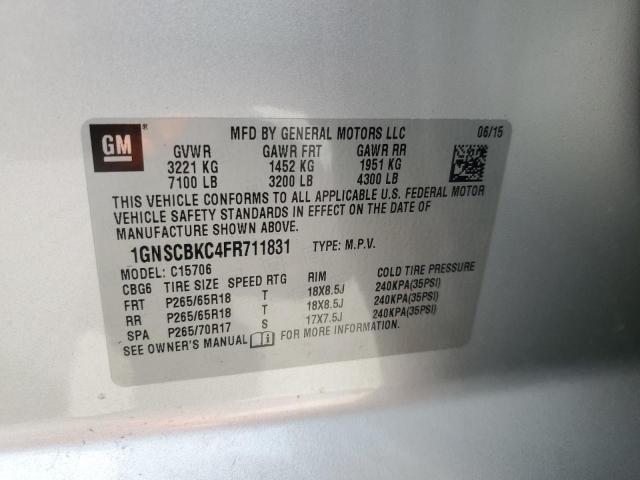 GM ®
MFD BY GENERAL MOTORS LLC 06/15
GVWR GAWR FRT GAWR RR
3221 KG 1452 KG 1951 KG
7100 LB 3200 LB 4300 LB
THIS VEHICLE CONFORMS TO ALL APPLICABLE U.S. FEDERAL MOTOR
VEHICLE SAFETY STANDARDS IN EFFECT ON THE DATE OF
MANUFACTURE SHOWN ABOVE.
1GNSCBKC4FR711831 TYPE: M.P.V.
MODEL: C15706
CBG6 TIRE SIZE SPEED RTG RIM COLD TIRE PRESSURE
FRT P265/65R18 T 18X8.5J 240KPA(35PSI)
RR P265/65R18 T 18X8.5J 240KPA(35PSI)
SPA P265/70R17 S 17X7.5J 240KPA(35PSI)
SEE OWNER'S MANUAL FOR MORE INFORMATION.